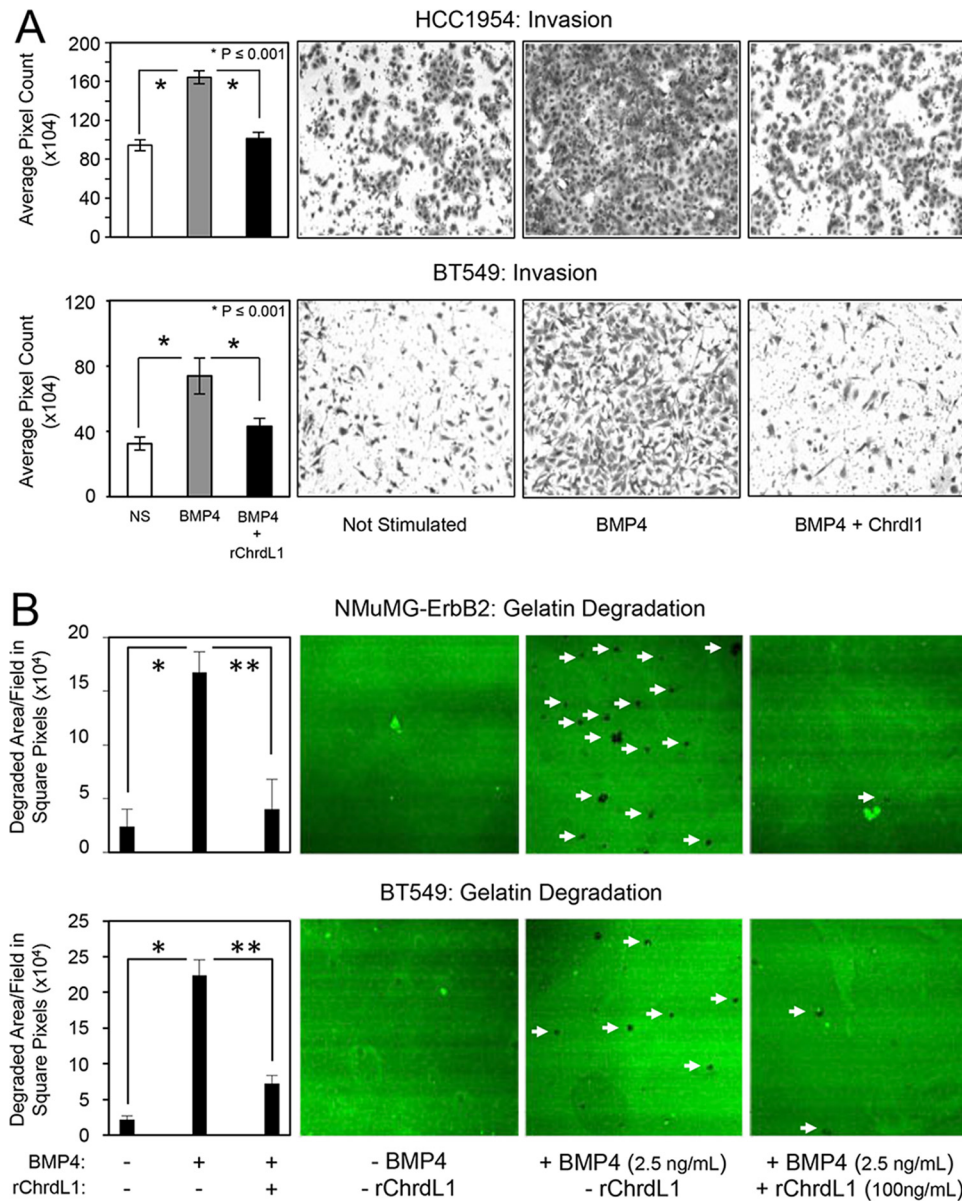 A
HCC1954: Invasion
Average Pixel Count
(x104)
200
160
120
80
40
0
* P ≤ 0.001
* *
BT549: Invasion
Average Pixel Count
(x104)
120
80
40
0
* P ≤ 0.001
* *
NS
BMP4
BMP4
+
rChrdL1
Not Stimulated
BMP4
BMP4 + Chrdl1
B
NMuMG-ErbB2: Gelatin Degradation
Degraded Area/Field in
Square Pixels (x10⁴)
20
15
10
5
0
* **
BT549: Gelatin Degradation
Degraded Area/Field in
Square Pixels (x10⁴)
25
20
15
10
5
0
* **
BMP4: - + +
rChrdL1: - - +
- BMP4
- rChrdL1
+ BMP4 (2.5 ng/mL)
- rChrdL1
+ BMP4 (2.5 ng/mL)
+ rChrdL1 (100ng/mL)